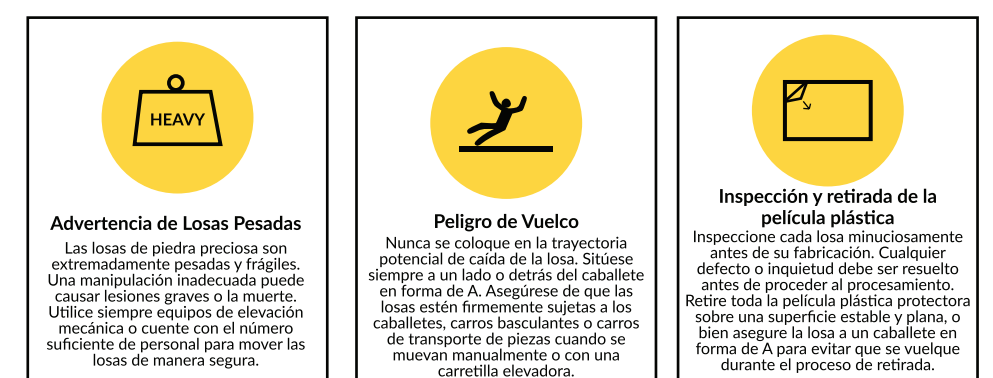 HEAVY
Advertencia de Losas Pesadas
Las losas de piedra preciosa son
extremadamente pesadas y frágiles.
Una manipulación inadecuada puede
causar lesiones graves o la muerte.
Utilice siempre equipos de elevación
mecánica o cuente con el número
suficiente de personal para mover las
losas de manera segura.
Peligro de Vuelco
Nunca se coloque en la trayectoria
potencial de caída de la losa. Sitúese
siempre a un lado o detrás del caballete
en forma de A. Asegúrese de que las
losas estén firmemente sujetas a los
caballetes, carros basculantes o carros
de transporte de piezas cuando se
muevan manualmente o con una
carretilla elevadora.
Inspección y retirada de la
película plástica
Inspeccione cada losa minuciosamente
antes de su fabricación. Cualquier
defecto o inquietud debe ser resuelto
antes de proceder al procesamiento.
Retire toda la película plástica protectora
sobre una superficie estable y plana, o
bien asegure la losa a un caballete en
forma de A para evitar que se vuelque
durante el proceso de retirada.